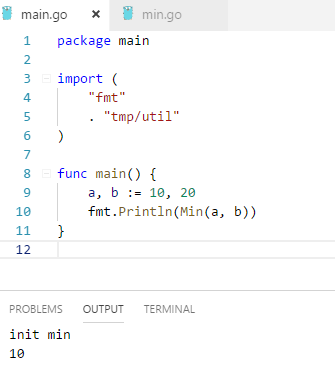 main.go × min.go
1 package main
2
3 import (
4 "fmt"
5 . "tmp/util"
6 )
7
8 func main() {
9 a, b := 10, 20
10 fmt.Println(Min(a, b))
11 }
12
PROBLEMS OUTPUT TERMINAL
init min
10